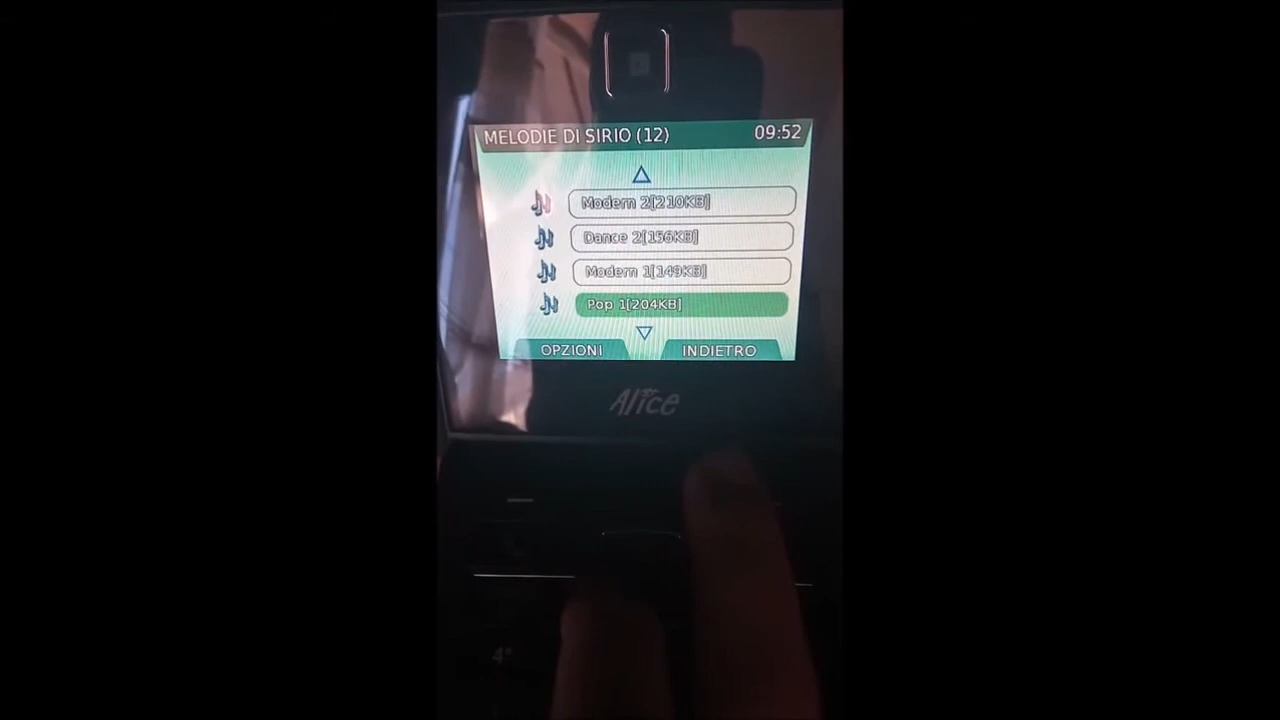 MELODIE DI SIRIO (12) 09:52
Modern 2[210KB]
Dance 2[156KB]
Modern 1[149KB]
Pop 1[204KB]
OPZIONI INDIETRO
Alice